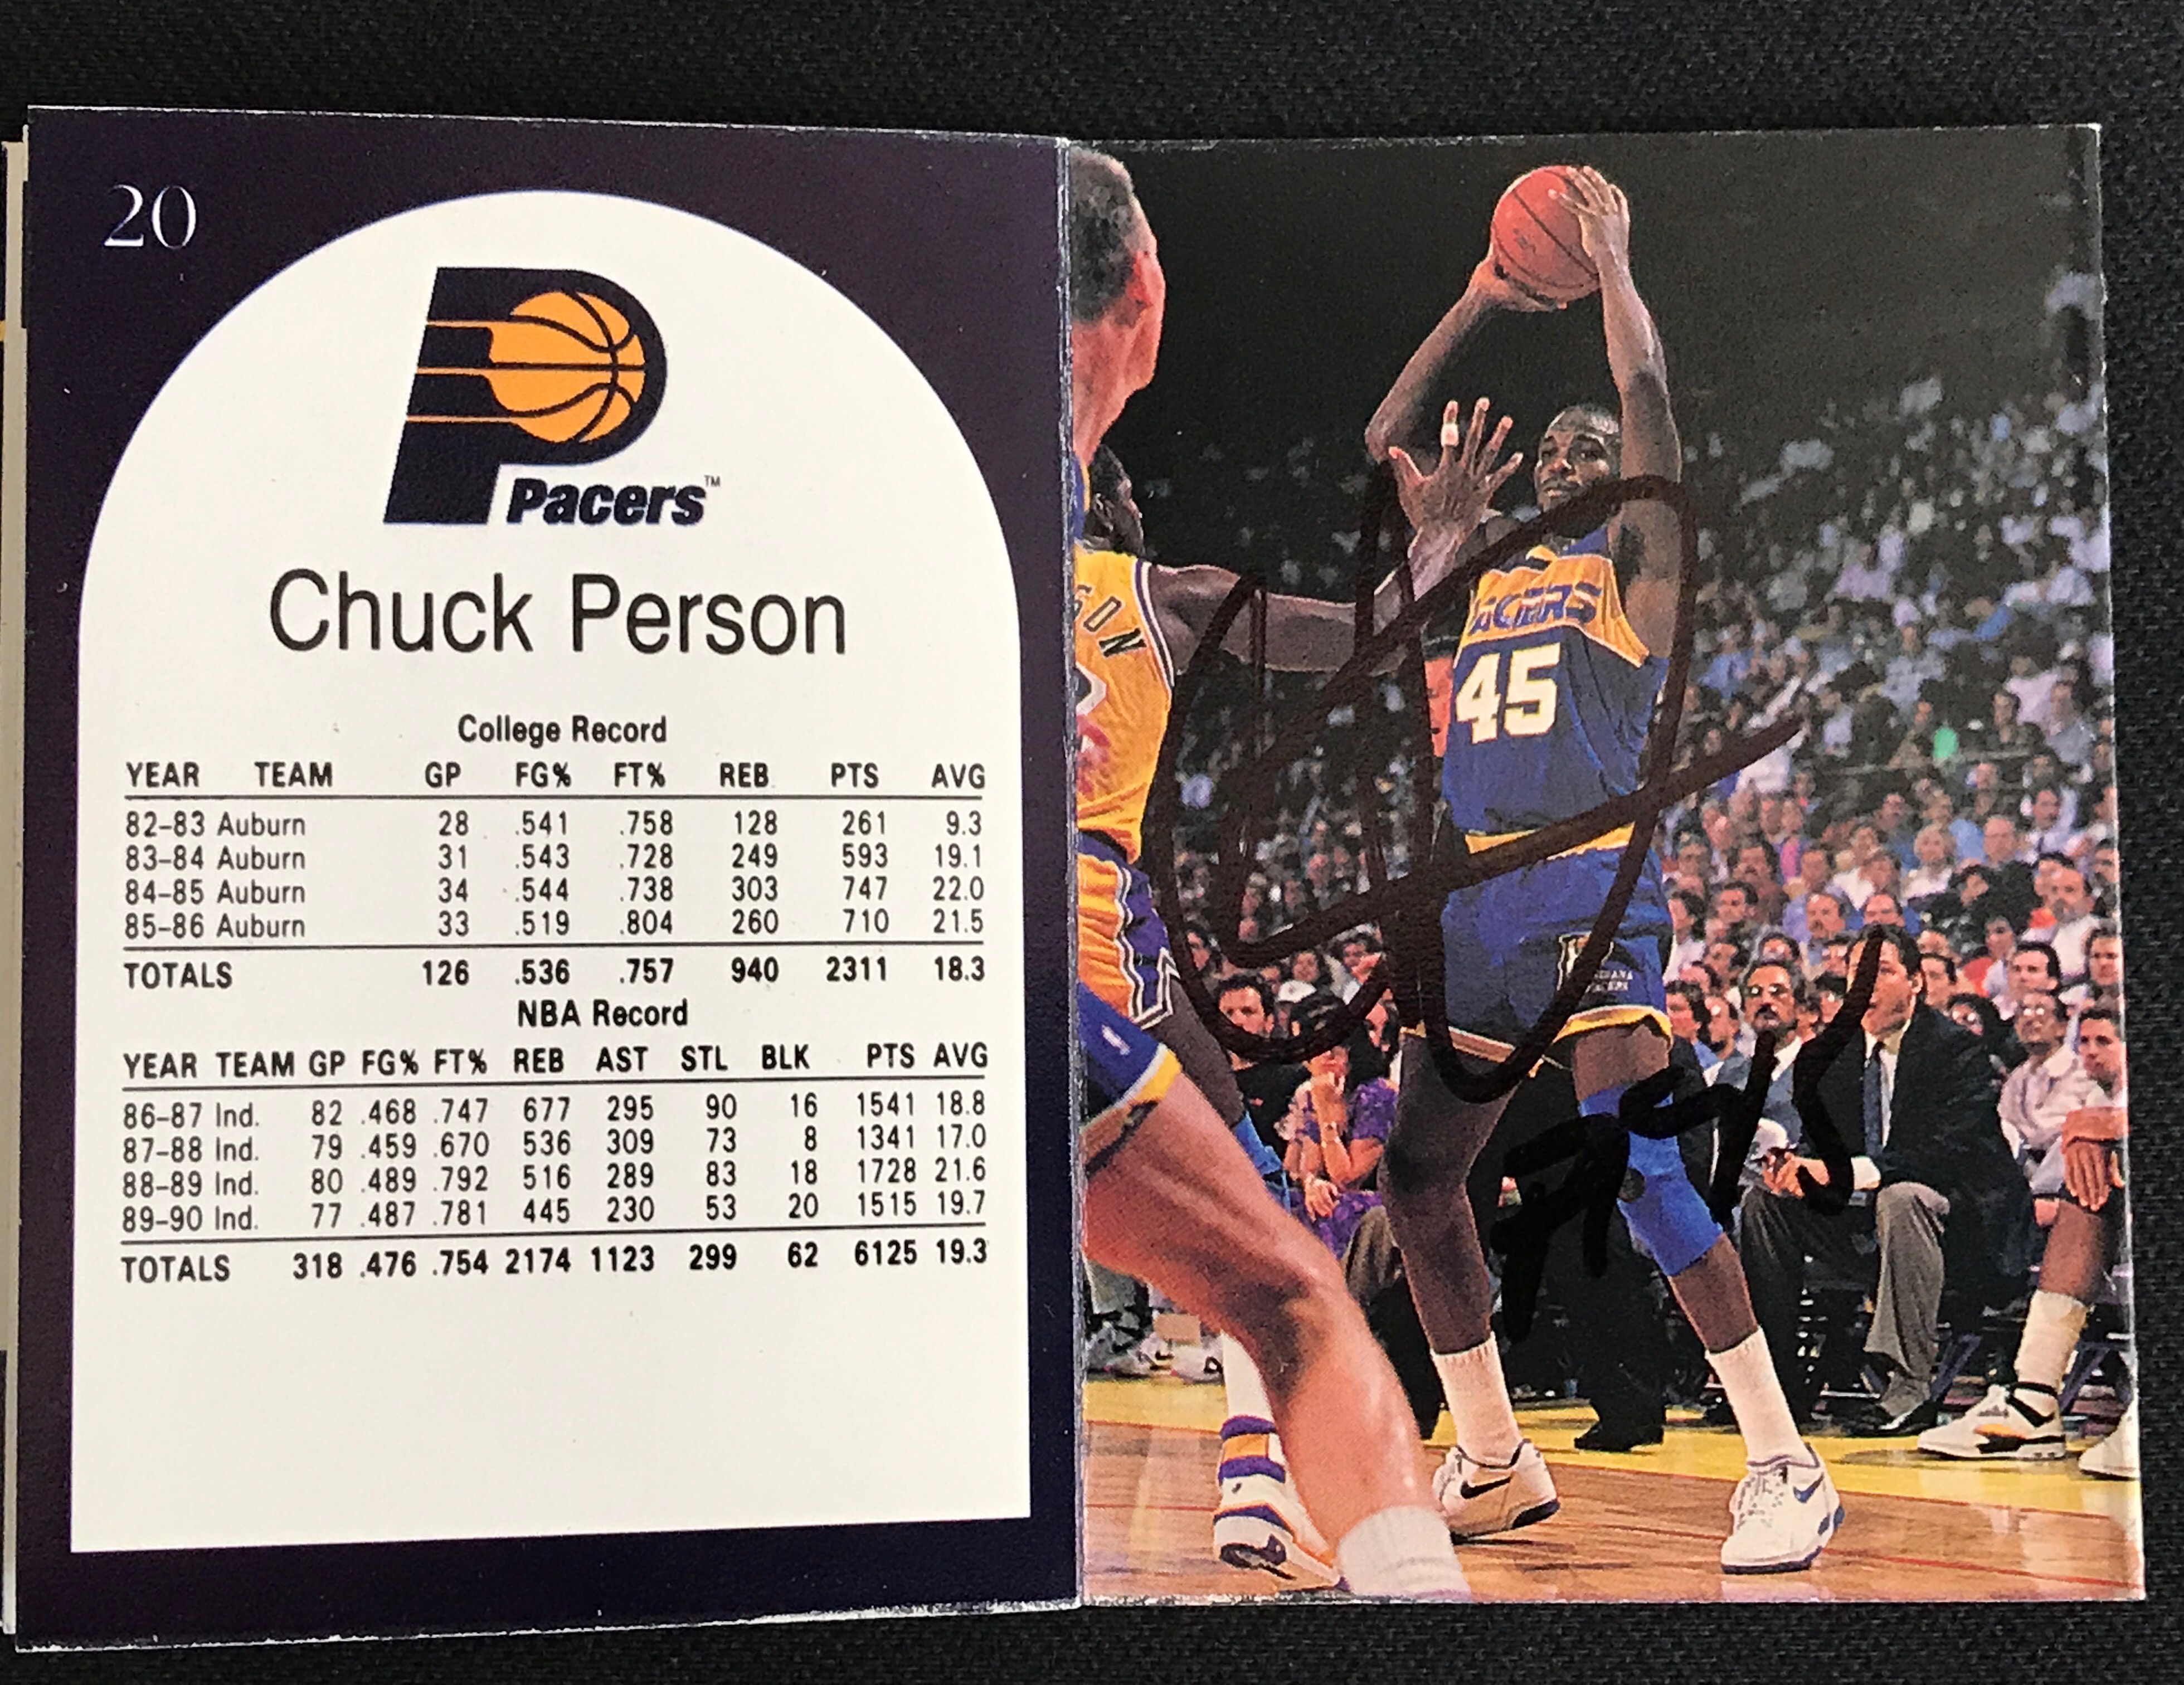 20
Pacers™
Chuck Person
College Record
YEAR TEAM GP FG% FT% REB PTS AVG
82-83 Auburn 28 .541 .758 128 261 9.3
83-84 Auburn 31 .543 .728 249 593 19.1
84-85 Auburn 34 .544 .738 303 747 22.0
85-86 Auburn 33 .519 .804 260 710 21.5
TOTALS 126 .536 .757 940 2311 18.3
NBA Record
YEAR TEAM GP FG% FT% REB AST STL BLK PTS AVG
86-87 Ind. 82 .468 .747 677 295 90 16 1541 18.8
87-88 Ind. 79 .459 .670 536 309 73 8 1341 17.0
88-89 Ind. 80 .489 .792 516 289 83 18 1728 21.6
89-90 Ind. 77 .487 .781 445 230 53 20 1515 19.7
TOTALS 318 .476 .754 2174 1123 299 62 6125 19.3
ACERS
45
INDIANA
PACERS